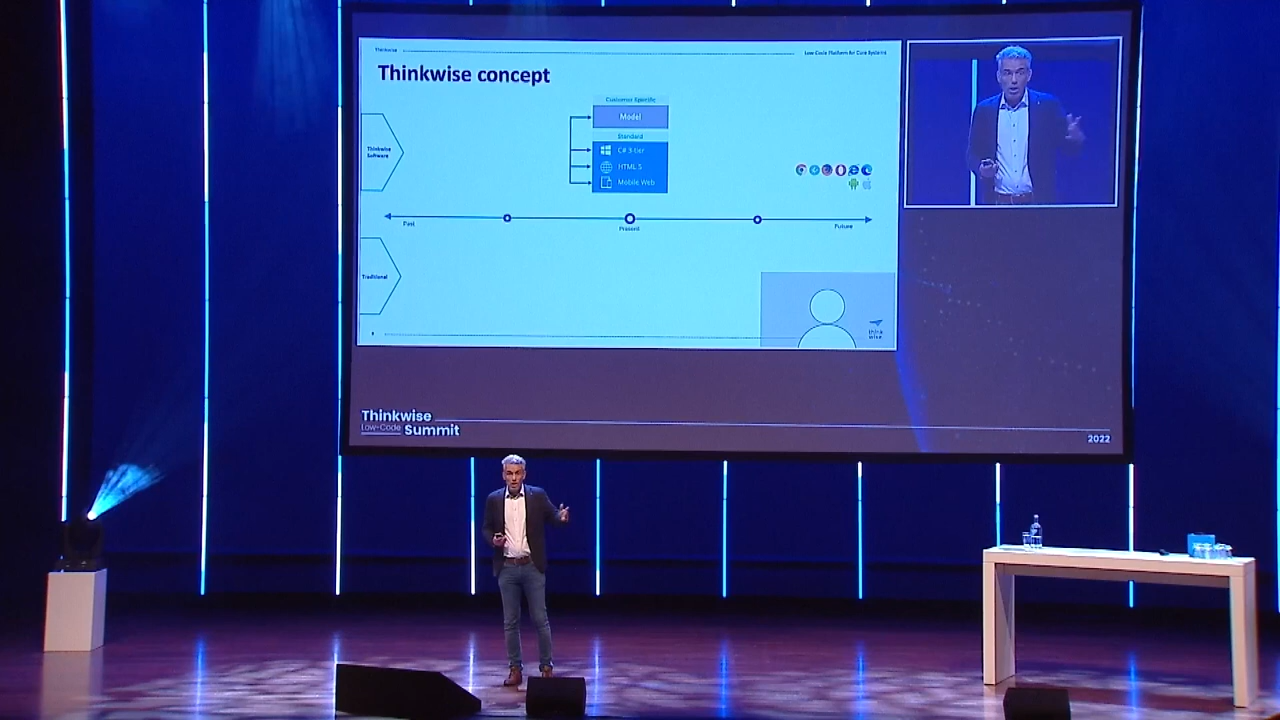 Thinkwise
Low-Code Platform for Core Systems
Thinkwise concept
Customer Specific
Model
Standard
C# 3-tier
HTML 5
Mobile Web
Thinkwise
Software
Past
Present
Future
Traditional
think
wise
Thinkwise
Low-Code Summit
2022